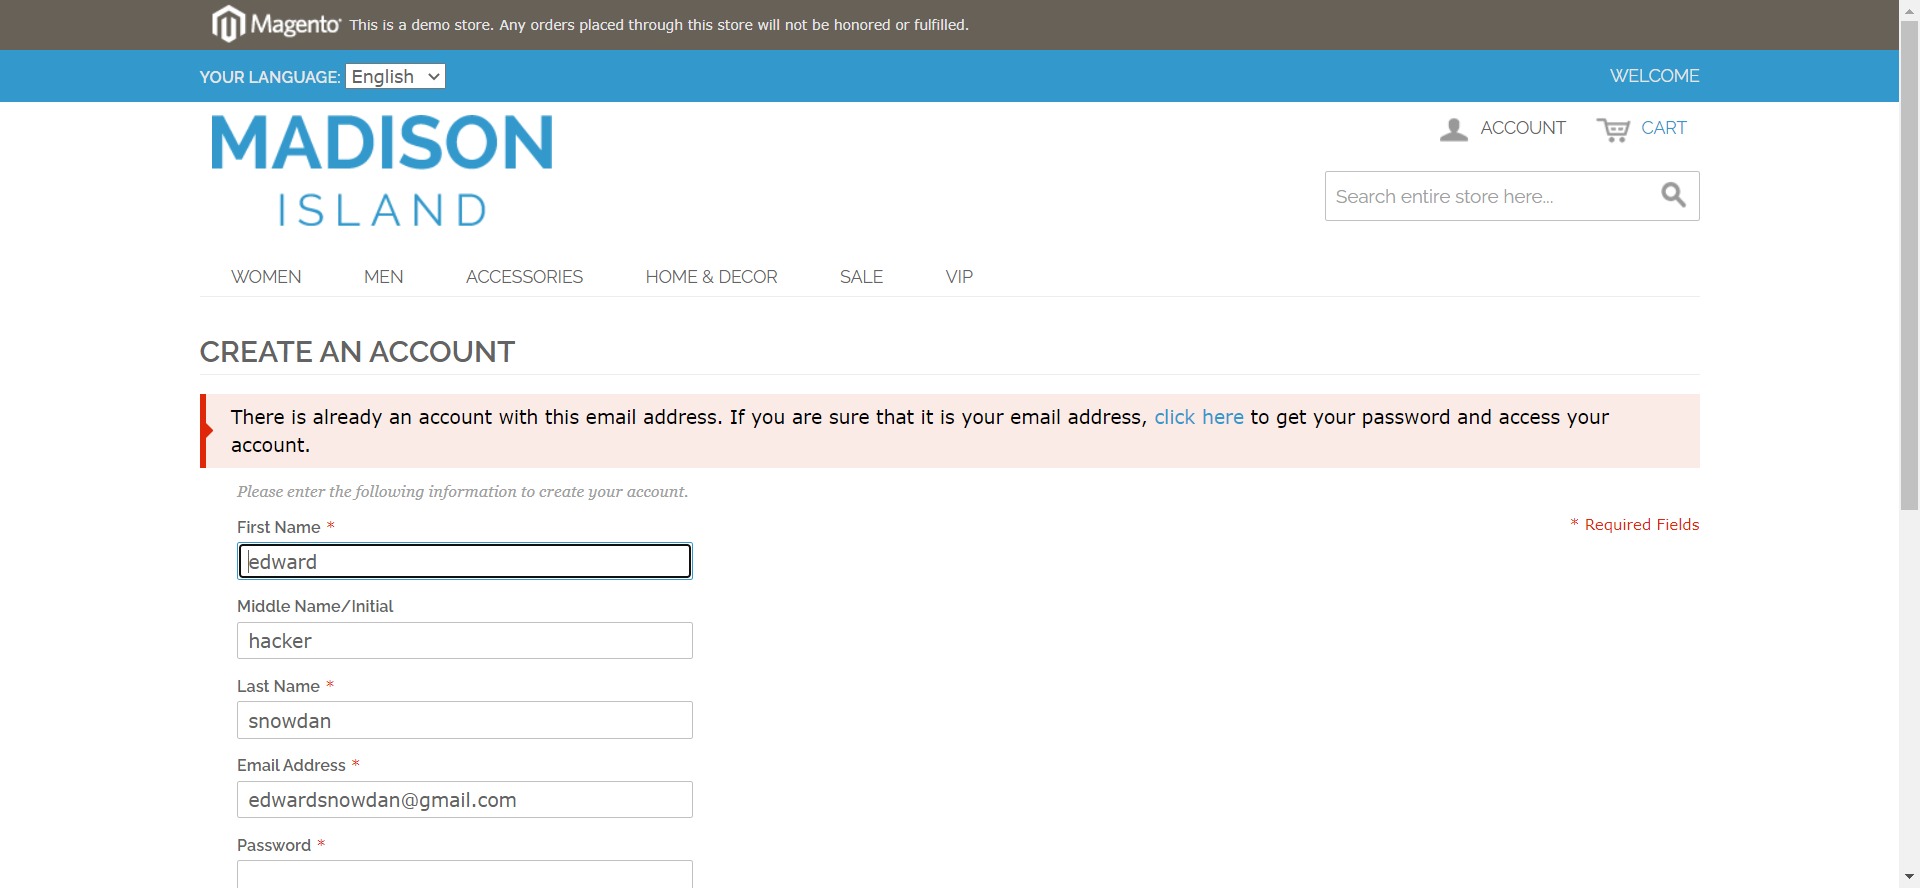 Magento® This is a demo store. Any orders placed through this store will not be honored or fulfilled.
YOUR LANGUAGE: English WELCOME
MADISON
ISLAND
ACCOUNT CART
Search entire store here...
WOMEN MEN ACCESSORIES HOME & DECOR SALE VIP
CREATE AN ACCOUNT
There is already an account with this email address. If you are sure that it is your email address, click here to get your password and access your
account.
Please enter the following information to create your account.
First Name *
* Required Fields
edward
Middle Name/Initial
hacker
Last Name *
snowdan
Email Address *
edwardsnowdan@gmail.com
Password *